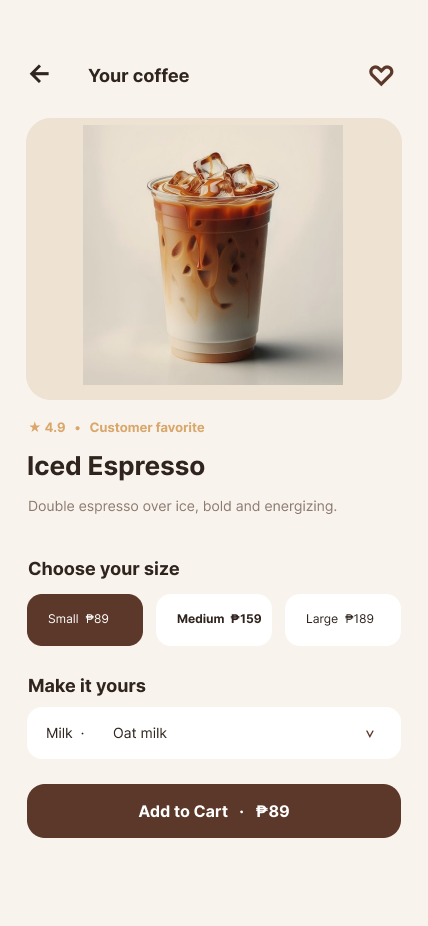 Your coffee
★ 4.9 • Customer favorite
Iced Espresso
Double espresso over ice, bold and energizing.
Choose your size
Small ₱89
Medium ₱159
Large ₱189
Make it yours
Milk · Oat milk
Add to Cart · ₱89